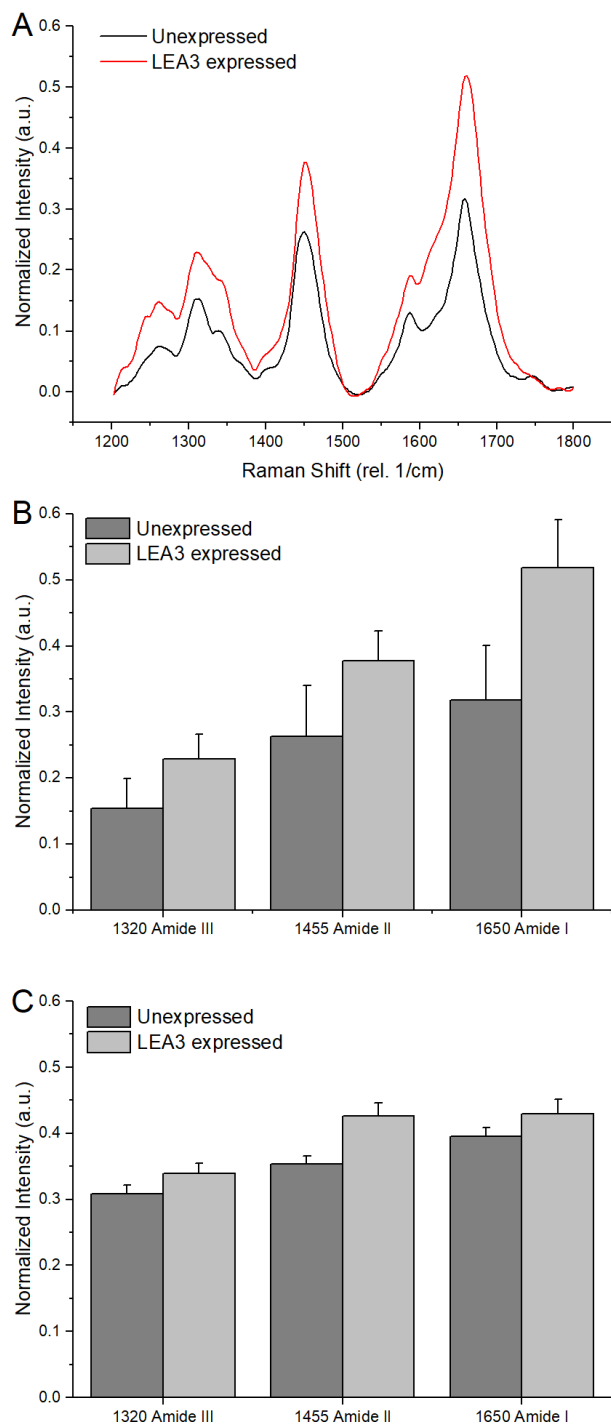 A
Unexpressed
LEA3 expressed
Normalized Intensity (a.u.)
0.6
0.5
0.4
0.3
0.2
0.1
0.0
1200 1300 1400 1500 1600 1700 1800
Raman Shift (rel. 1/cm)
B
Unexpressed
LEA3 expressed
Normalized Intensity (a.u.)
0.6
0.5
0.4
0.3
0.2
0.1
0.0
1320 Amide III 1455 Amide II 1650 Amide I
C
Unexpressed
LEA3 expressed
Normalized Intensity (a.u.)
0.6
0.5
0.4
0.3
0.2
0.1
0.0
1320 Amide III 1455 Amide II 1650 Amide I